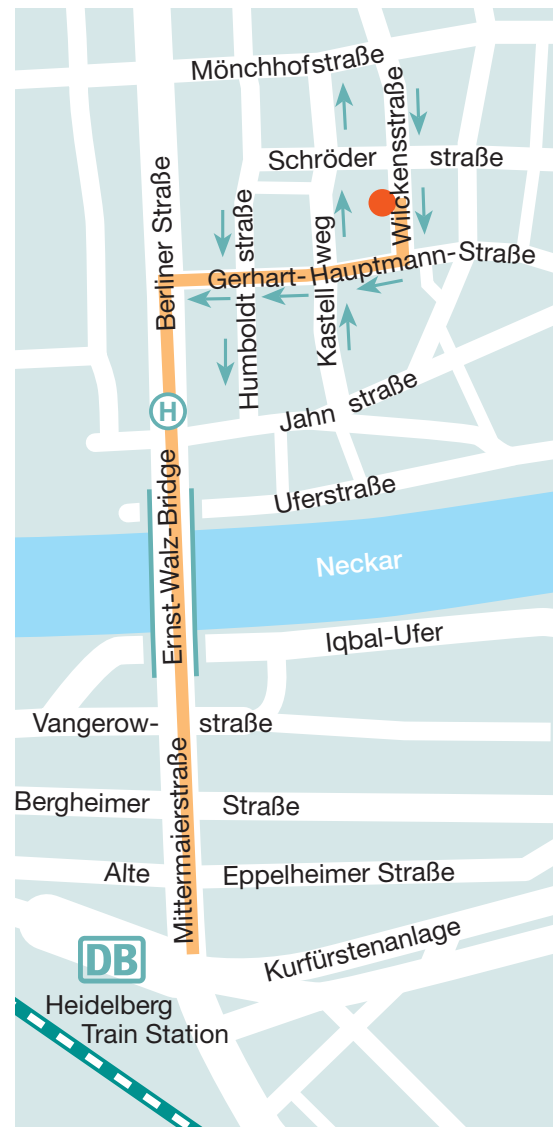 Mönchhofstraße
Schröder straße
Wilckensstraße
Berliner Straße
Humboldt straße
Kastell weg
Gerhart-Hauptmann-Straße
Jahn straße
H
Uferstraße
Ernst-Walz-Bridge
Neckar
Iqbal-Ufer
Vangerow- straße
Mittermaierstraße
Bergheimer Straße
Alte Eppelheimer Straße
Kurfürstenanlage
DB
Heidelberg
Train Station